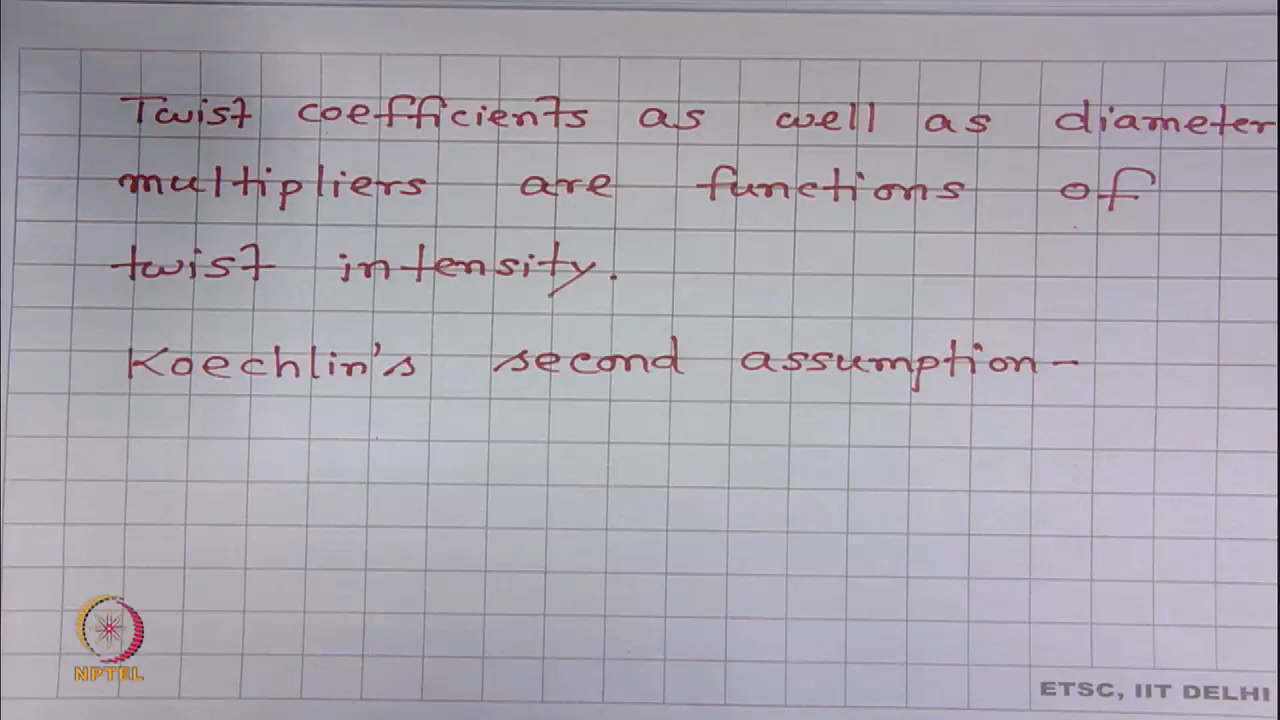 Twist coefficients as well as diameter
multipliers are functions of
twist intensity.
Koechlin's second assumption-
NPTEL
ETSC, IIT DELHI